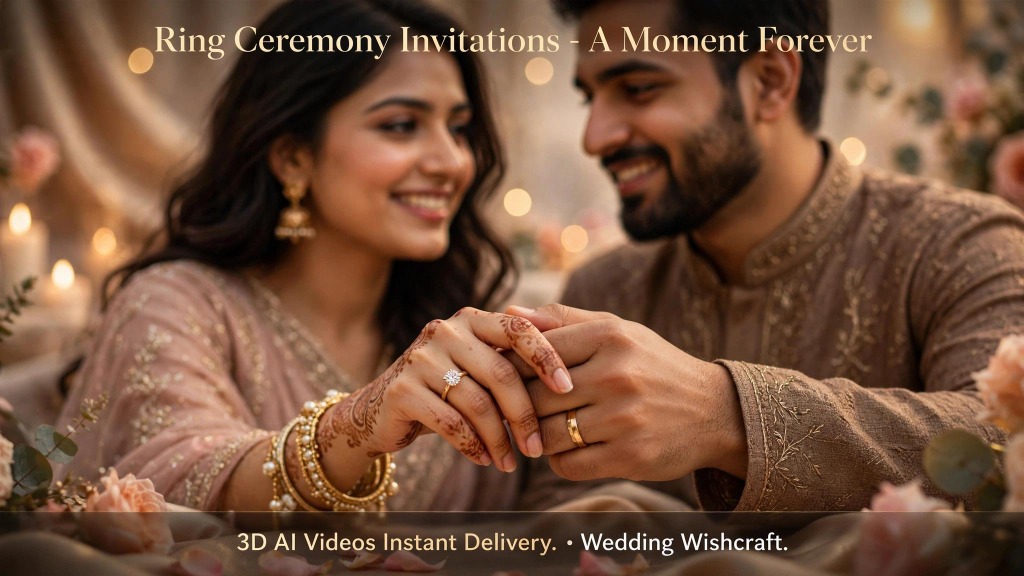 Ring Ceremony Invitations - A Moment Forever
3D AI Videos Instant Delivery. • Wedding Wishcraft.